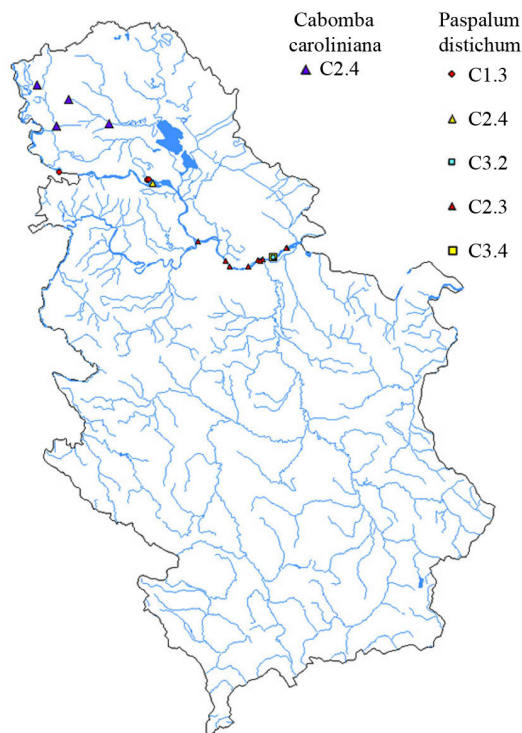 Cabomba
caroliniana
C2.4
Paspalum
distichum
C1.3
C2.4
C3.2
C2.3
C3.4